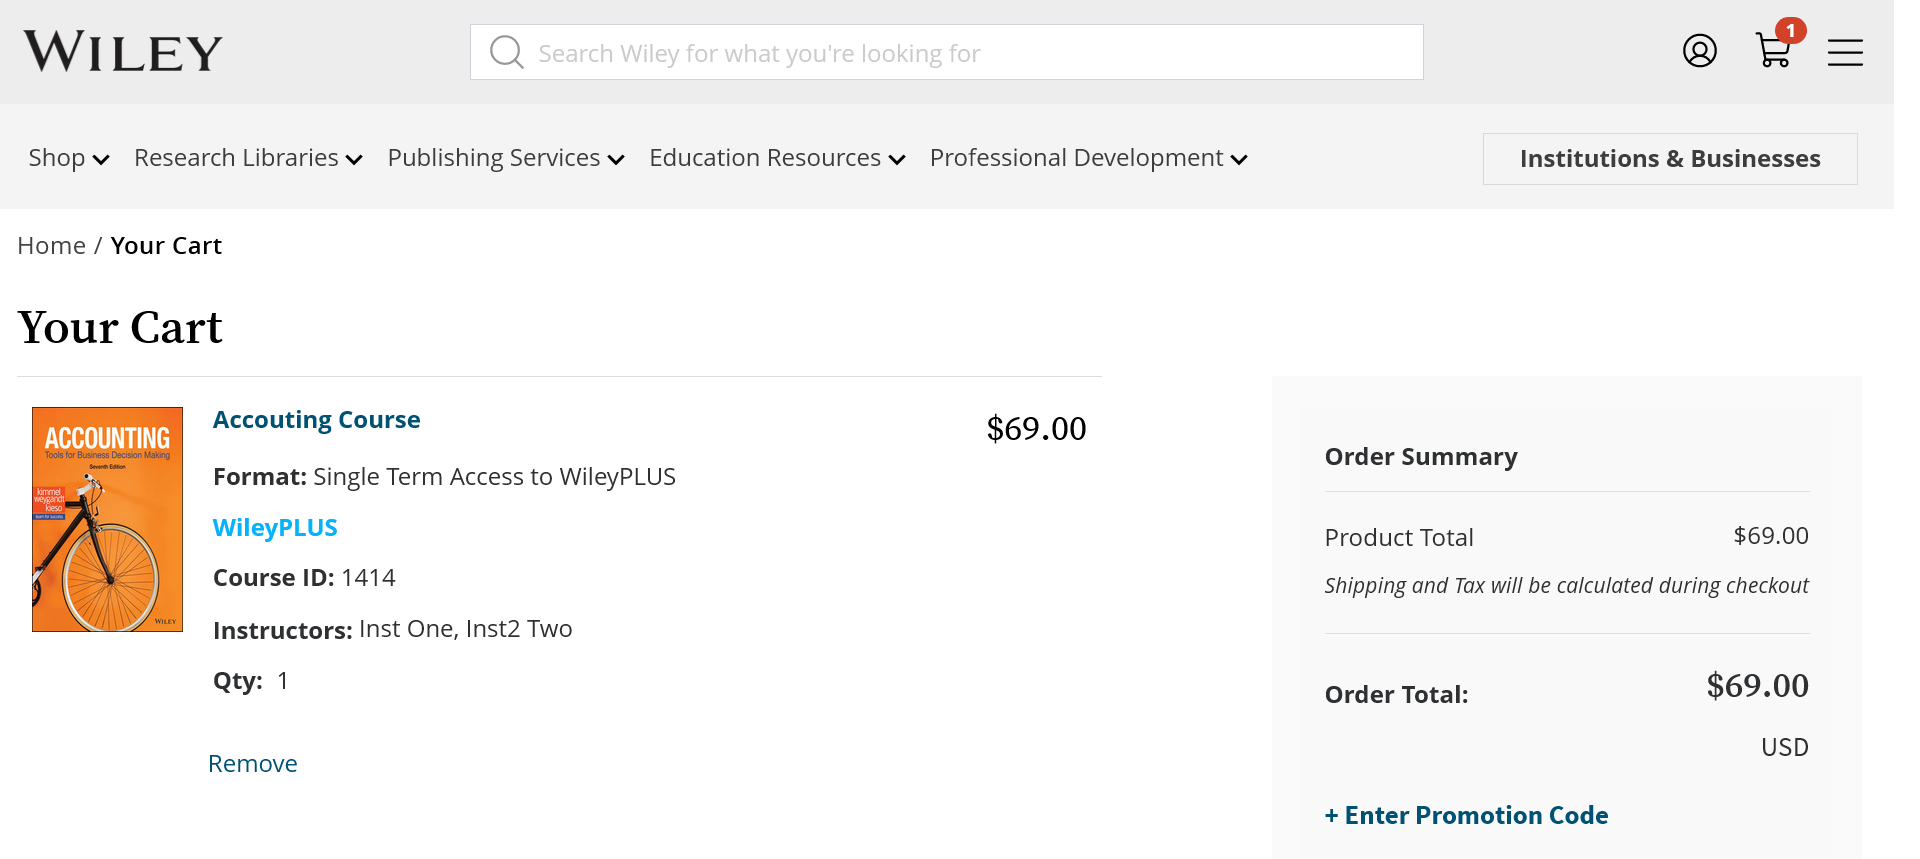 WILEY
Search Wiley for what you're looking for
1
Shop
Research Libraries
Publishing Services
Education Resources
Professional Development
Institutions & Businesses
Home / Your Cart
Your Cart
ACCOUNTING
Tools for Business Decision Making
Seventh Edition
kimmel
weygandt
kieso
team for success
WILEY
Accouting Course
$69.00
Format: Single Term Access to WileyPLUS
WileyPLUS
Course ID: 1414
Instructors: Inst One, Inst2 Two
Qty: 1
Remove
Order Summary
Product Total $69.00
Shipping and Tax will be calculated during checkout
Order Total: $69.00
USD
+ Enter Promotion Code